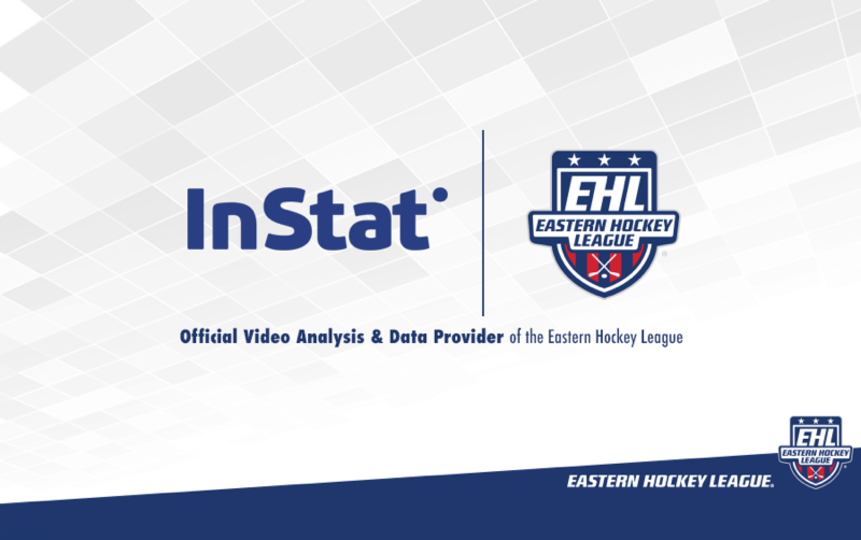 InStat
EHL
EASTERN HOCKEY
LEAGUE
Official Video Analysis & Data Provider of the Eastern Hockey League
EASTERN HOCKEY LEAGUE.
EHL
EASTERN HOCKEY
LEAGUE